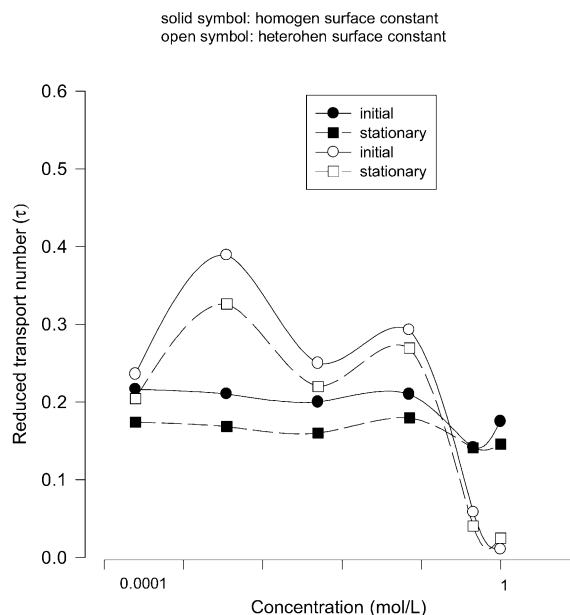 solid symbol: homogen surface constant
open symbol: heterohen surface constant
0.6
initial
stationary
initial
stationary
0.5
0.4
0.3
0.2
0.1
0.0
Reduced transport number (τ)
0.0001
1
Concentration (mol/L)